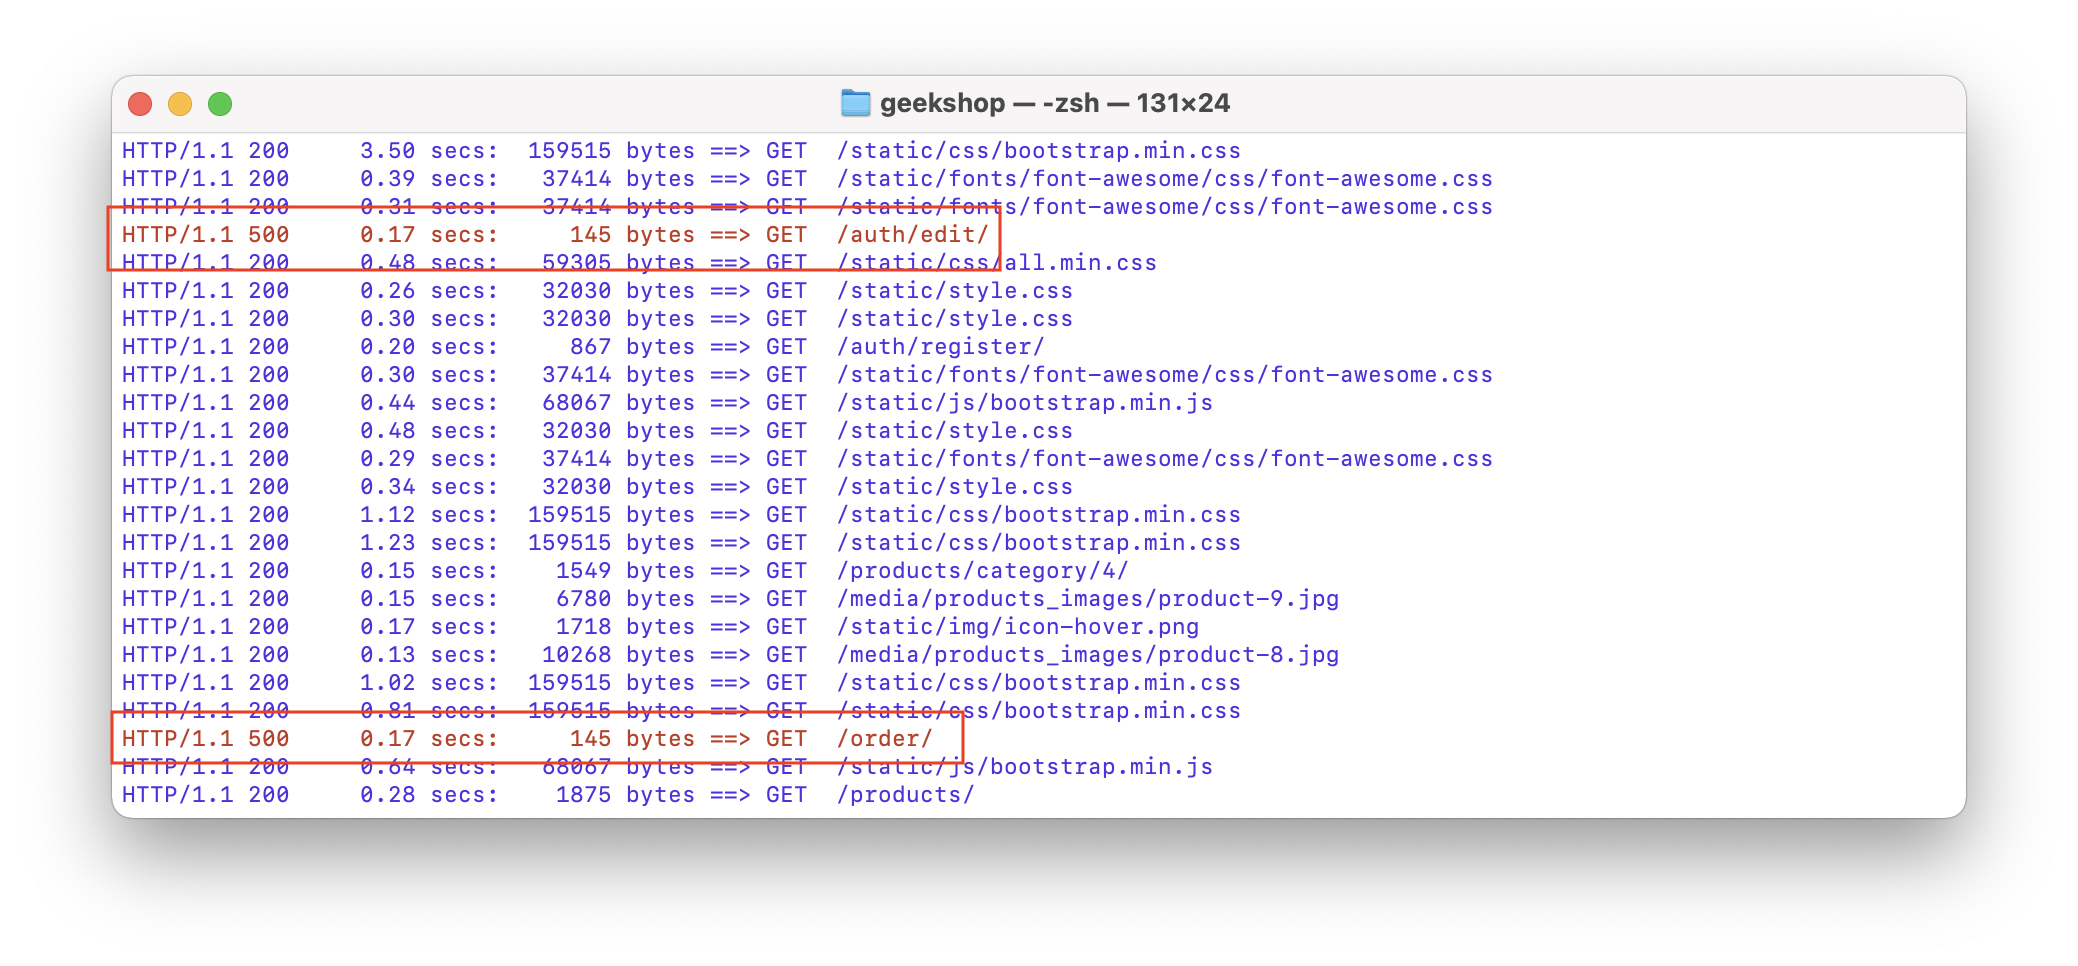 geekshop — -zsh — 131×24
HTTP/1.1 200     3.50 secs:  159515 bytes ==> GET  /static/css/bootstrap.min.css
HTTP/1.1 200     0.39 secs:   37414 bytes ==> GET  /static/fonts/font-awesome/css/font-awesome.css
HTTP/1.1 200     0.31 secs:   37414 bytes ==> GET  /static/fonts/font-awesome/css/font-awesome.css
HTTP/1.1 500     0.17 secs:     145 bytes ==> GET  /auth/edit/
HTTP/1.1 200     0.48 secs:   59305 bytes ==> GET  /static/css/all.min.css
HTTP/1.1 200     0.26 secs:   32030 bytes ==> GET  /static/style.css
HTTP/1.1 200     0.30 secs:   32030 bytes ==> GET  /static/style.css
HTTP/1.1 200     0.20 secs:     867 bytes ==> GET  /auth/register/
HTTP/1.1 200     0.30 secs:   37414 bytes ==> GET  /static/fonts/font-awesome/css/font-awesome.css
HTTP/1.1 200     0.44 secs:   68067 bytes ==> GET  /static/js/bootstrap.min.js
HTTP/1.1 200     0.48 secs:   32030 bytes ==> GET  /static/style.css
HTTP/1.1 200     0.29 secs:   37414 bytes ==> GET  /static/fonts/font-awesome/css/font-awesome.css
HTTP/1.1 200     0.34 secs:   32030 bytes ==> GET  /static/style.css
HTTP/1.1 200     1.12 secs:  159515 bytes ==> GET  /static/css/bootstrap.min.css
HTTP/1.1 200     1.23 secs:  159515 bytes ==> GET  /static/css/bootstrap.min.css
HTTP/1.1 200     0.15 secs:    1549 bytes ==> GET  /products/category/4/
HTTP/1.1 200     0.15 secs:    6780 bytes ==> GET  /media/products_images/product-9.jpg
HTTP/1.1 200     0.17 secs:    1718 bytes ==> GET  /static/img/icon-hover.png
HTTP/1.1 200     0.13 secs:   10268 bytes ==> GET  /media/products_images/product-8.jpg
HTTP/1.1 200     1.02 secs:  159515 bytes ==> GET  /static/css/bootstrap.min.css
HTTP/1.1 200     0.81 secs:  159515 bytes ==> GET  /static/css/bootstrap.min.css
HTTP/1.1 500     0.17 secs:     145 bytes ==> GET  /order/
HTTP/1.1 200     0.64 secs:   68067 bytes ==> GET  /static/js/bootstrap.min.js
HTTP/1.1 200     0.28 secs:    1875 bytes ==> GET  /products/